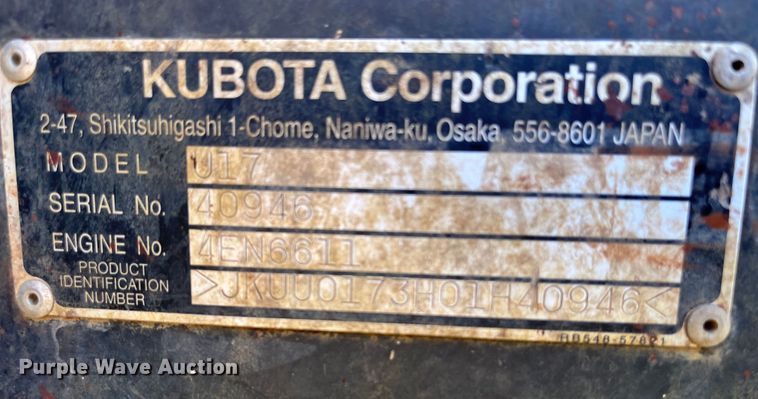 KUBOTA Corporation
2-47, Shikitsuhigashi 1-Chome, Naniwa-ku, Osaka, 556-8601 JAPAN
MODEL U17
SERIAL No. 40946
ENGINE No. 4EN6611
PRODUCT IDENTIFICATION NUMBER >JKUU0173H01H40946<
Purple Wave Auction